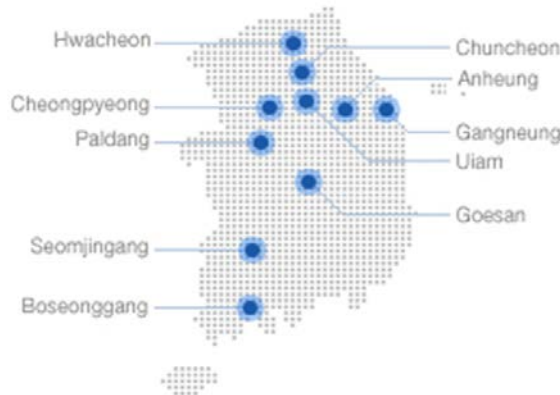 Hwacheon
Chuncheon
Anheung
Cheongpyeong
Gangneung
Paldang
Uiam
Goesan
Seomjingang
Boseonggang